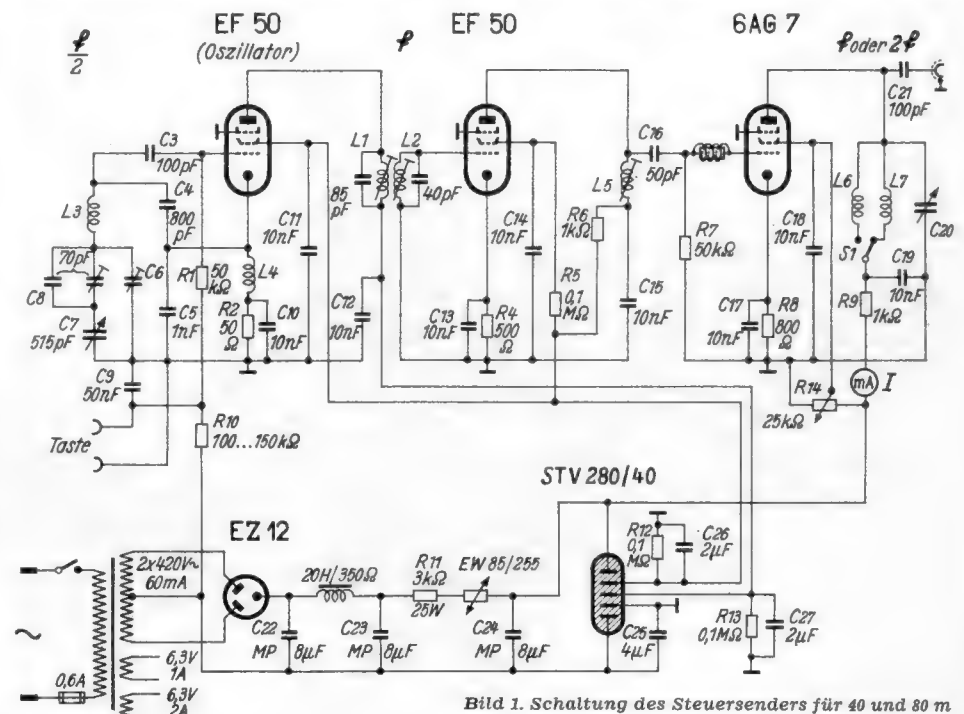 f/2
EF 50
(Oszillator)
f
EF 50
6AG 7
f oder 2f
C21
100pF
C3
100pF
C4
800
pF
L3
70pF
C6
C8
C7
515pF
R1
50
kΩ
C5
1nF
L4
R2
50
Ω
C10
10nF
C11
10nF
L1
85
pF
L2
40pF
C12
10nF
C13
10nF
R4
500
Ω
C14
10nF
R5
0,1
MΩ
R6
1kΩ
L5
C16
50pF
C15
10nF
R7
50kΩ
C17
10nF
R8
800
Ω
C18
10nF
L6
L7
S1
C20
C19
10nF
R9
1kΩ
mA
I
R14
25kΩ
C9
50nF
Taste
R10
100...150kΩ
STV 280/40
EZ 12
2x420V~
60mA
20H/350Ω
R11
3kΩ
25W
EW 85/255
C22
MP
8µF
C23
MP
8µF
C24
MP
8µF
R12
0,1
MΩ
C26
2µF
C25
4µF
R13
0,1MΩ
C27
2µF
~
0,6A
6,3V
1A
6,3V
2A
Bild 1. Schaltung des Steuersenders für 40 und 80 m